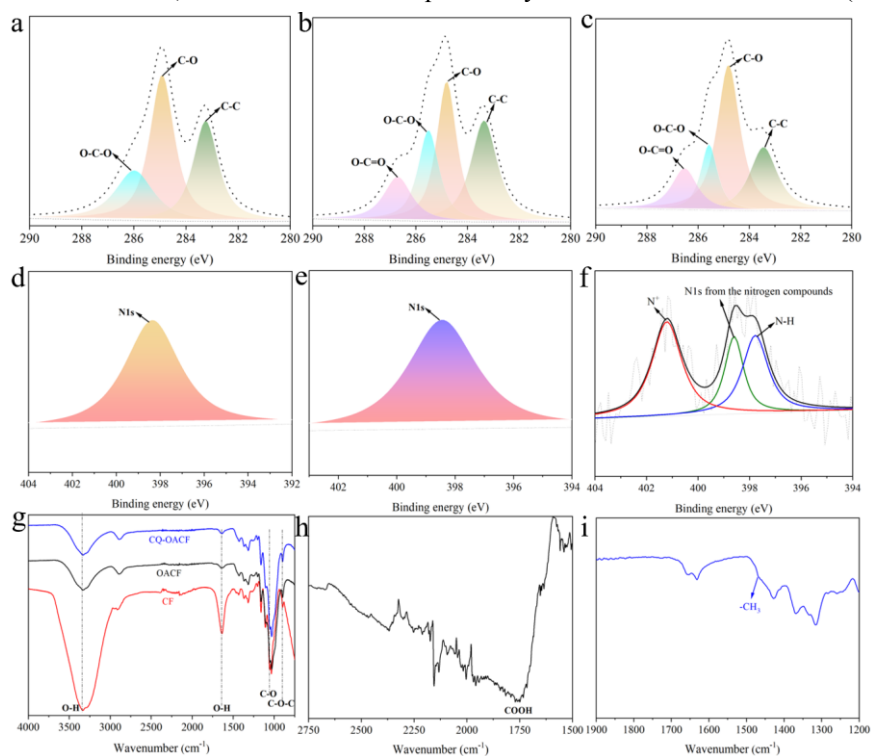 a
C-O
C-C
O-C-O
290 288 286 284 282 280
Binding energy (eV)
b
C-O
C-C
O-C-O
O-C=O
290 288 286 284 282 280
Binding energy (eV)
c
C-O
O-C-O
C-C
O-C=O
290 288 286 284 282 280
Binding energy (eV)
d
N1s
404 402 400 398 396 394 392
Binding energy (eV)
e
N1s
402 400 398 396 394
Binding energy (eV)
f
N1s from the nitrogen compounds
N⁺
N-H
404 402 400 398 396 394
Binding energy (eV)
g
CQ-OACF
OACF
CF
O-H
O-H
C-O
C-O-C
4000 3500 3000 2500 2000 1500 1000
Wavenumber (cm⁻¹)
h
COOH
2750 2500 2250 2000 1750 1500
Wavenumber (cm⁻¹)
i
-CH₃
1900 1800 1700 1600 1500 1400 1300 1200
Wavenumber (cm⁻¹)